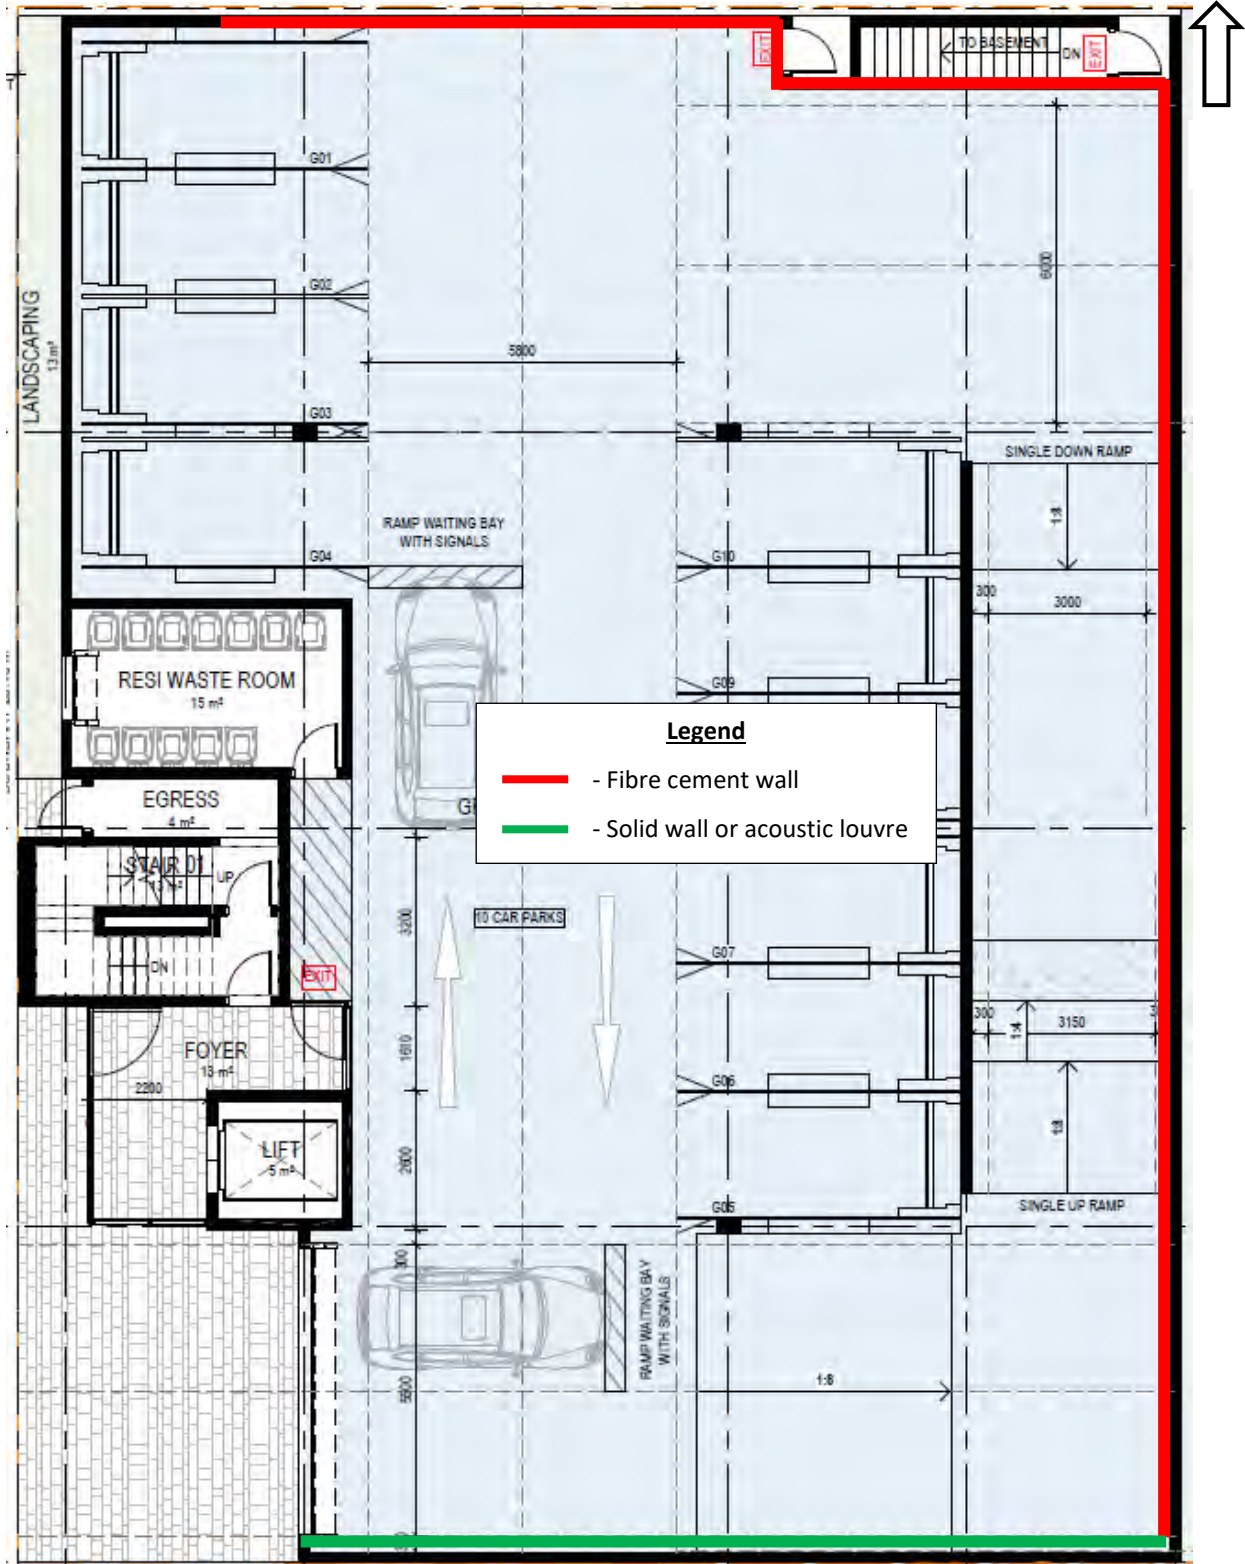 EXIT
TO BASEMENT
DN
EXIT
G01
G02
LANDSCAPING
13 m²
6000
5800
G03
SINGLE DOWN RAMP
1:8
RAMP WAITING BAY
WITH SIGNALS
G04
G10
300
3000
RESI WASTE ROOM
15 m²
G09
Legend
- Fibre cement wall
- Solid wall or acoustic louvre
EGRESS
4 m²
STAIR 01
13 m²
UP
3200
10 CAR PARKS
DN
EXIT
G07
300
3150
1:4
1610
FOYER
13 m²
2200
G06
1:8
LIFT
5 m²
2600
G05
SINGLE UP RAMP
300
RAMP WAITING BAY
WITH SIGNALS
5500
1:8